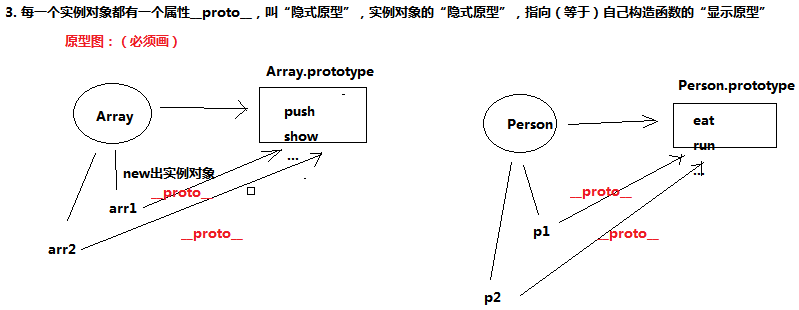 3. 每一个实例对象都有一个属性__proto__，叫“隐式原型”，实例对象的“隐式原型”，指向（等于）自己构造函数的“显示原型”
原型图：（必须画）
Array.prototype
Person.prototype
Array
push
show
...
Person
eat
run
...
new出实例对象
__proto__
arr1
__proto__
arr2
__proto__
p1
__proto__
p2